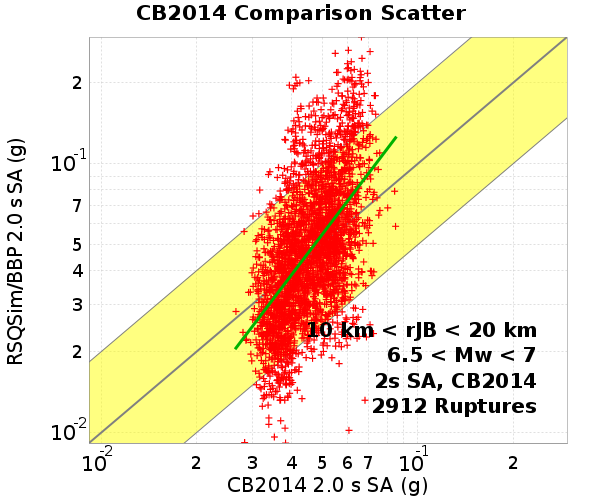 CB2014 Comparison Scatter
RSQSim/BBP 2.0 s SA (g)
2
10⁻¹
7
5
4
3
2
10⁻²
10 km < rJB < 20 km
6.5 < Mw < 7
2s SA, CB2014
2912 Ruptures
10⁻² 2 3 4 5 6 7 10⁻¹ 2
CB2014 2.0 s SA (g)